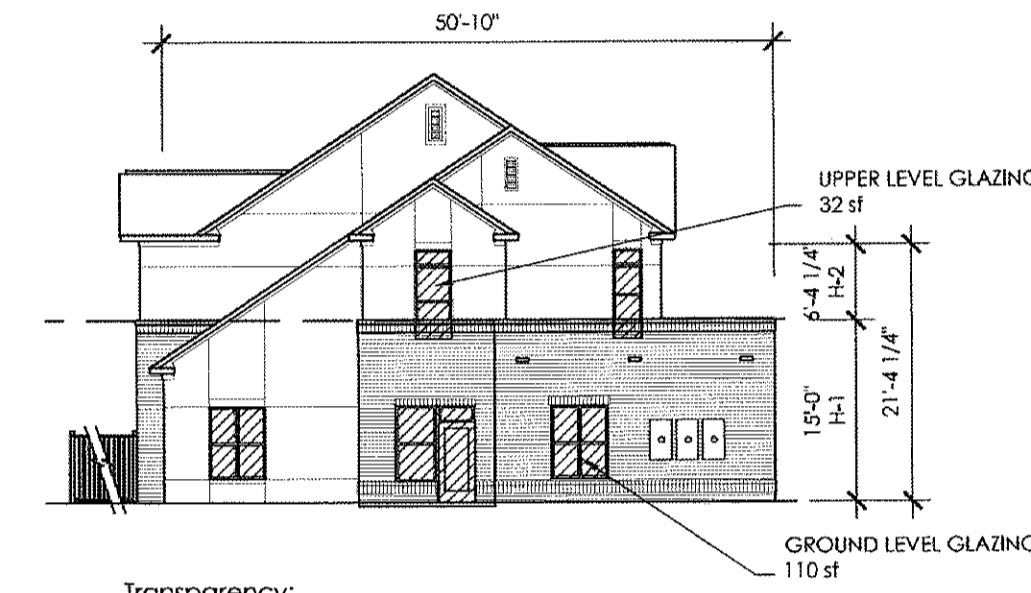 50'-10"
UPPER LEVEL GLAZING
32 sf
6'-4 1/4"
H-2
15'-0"
H-1
21'-4 1/4"
GROUND LEVEL GLAZING
110 sf
Transparency: